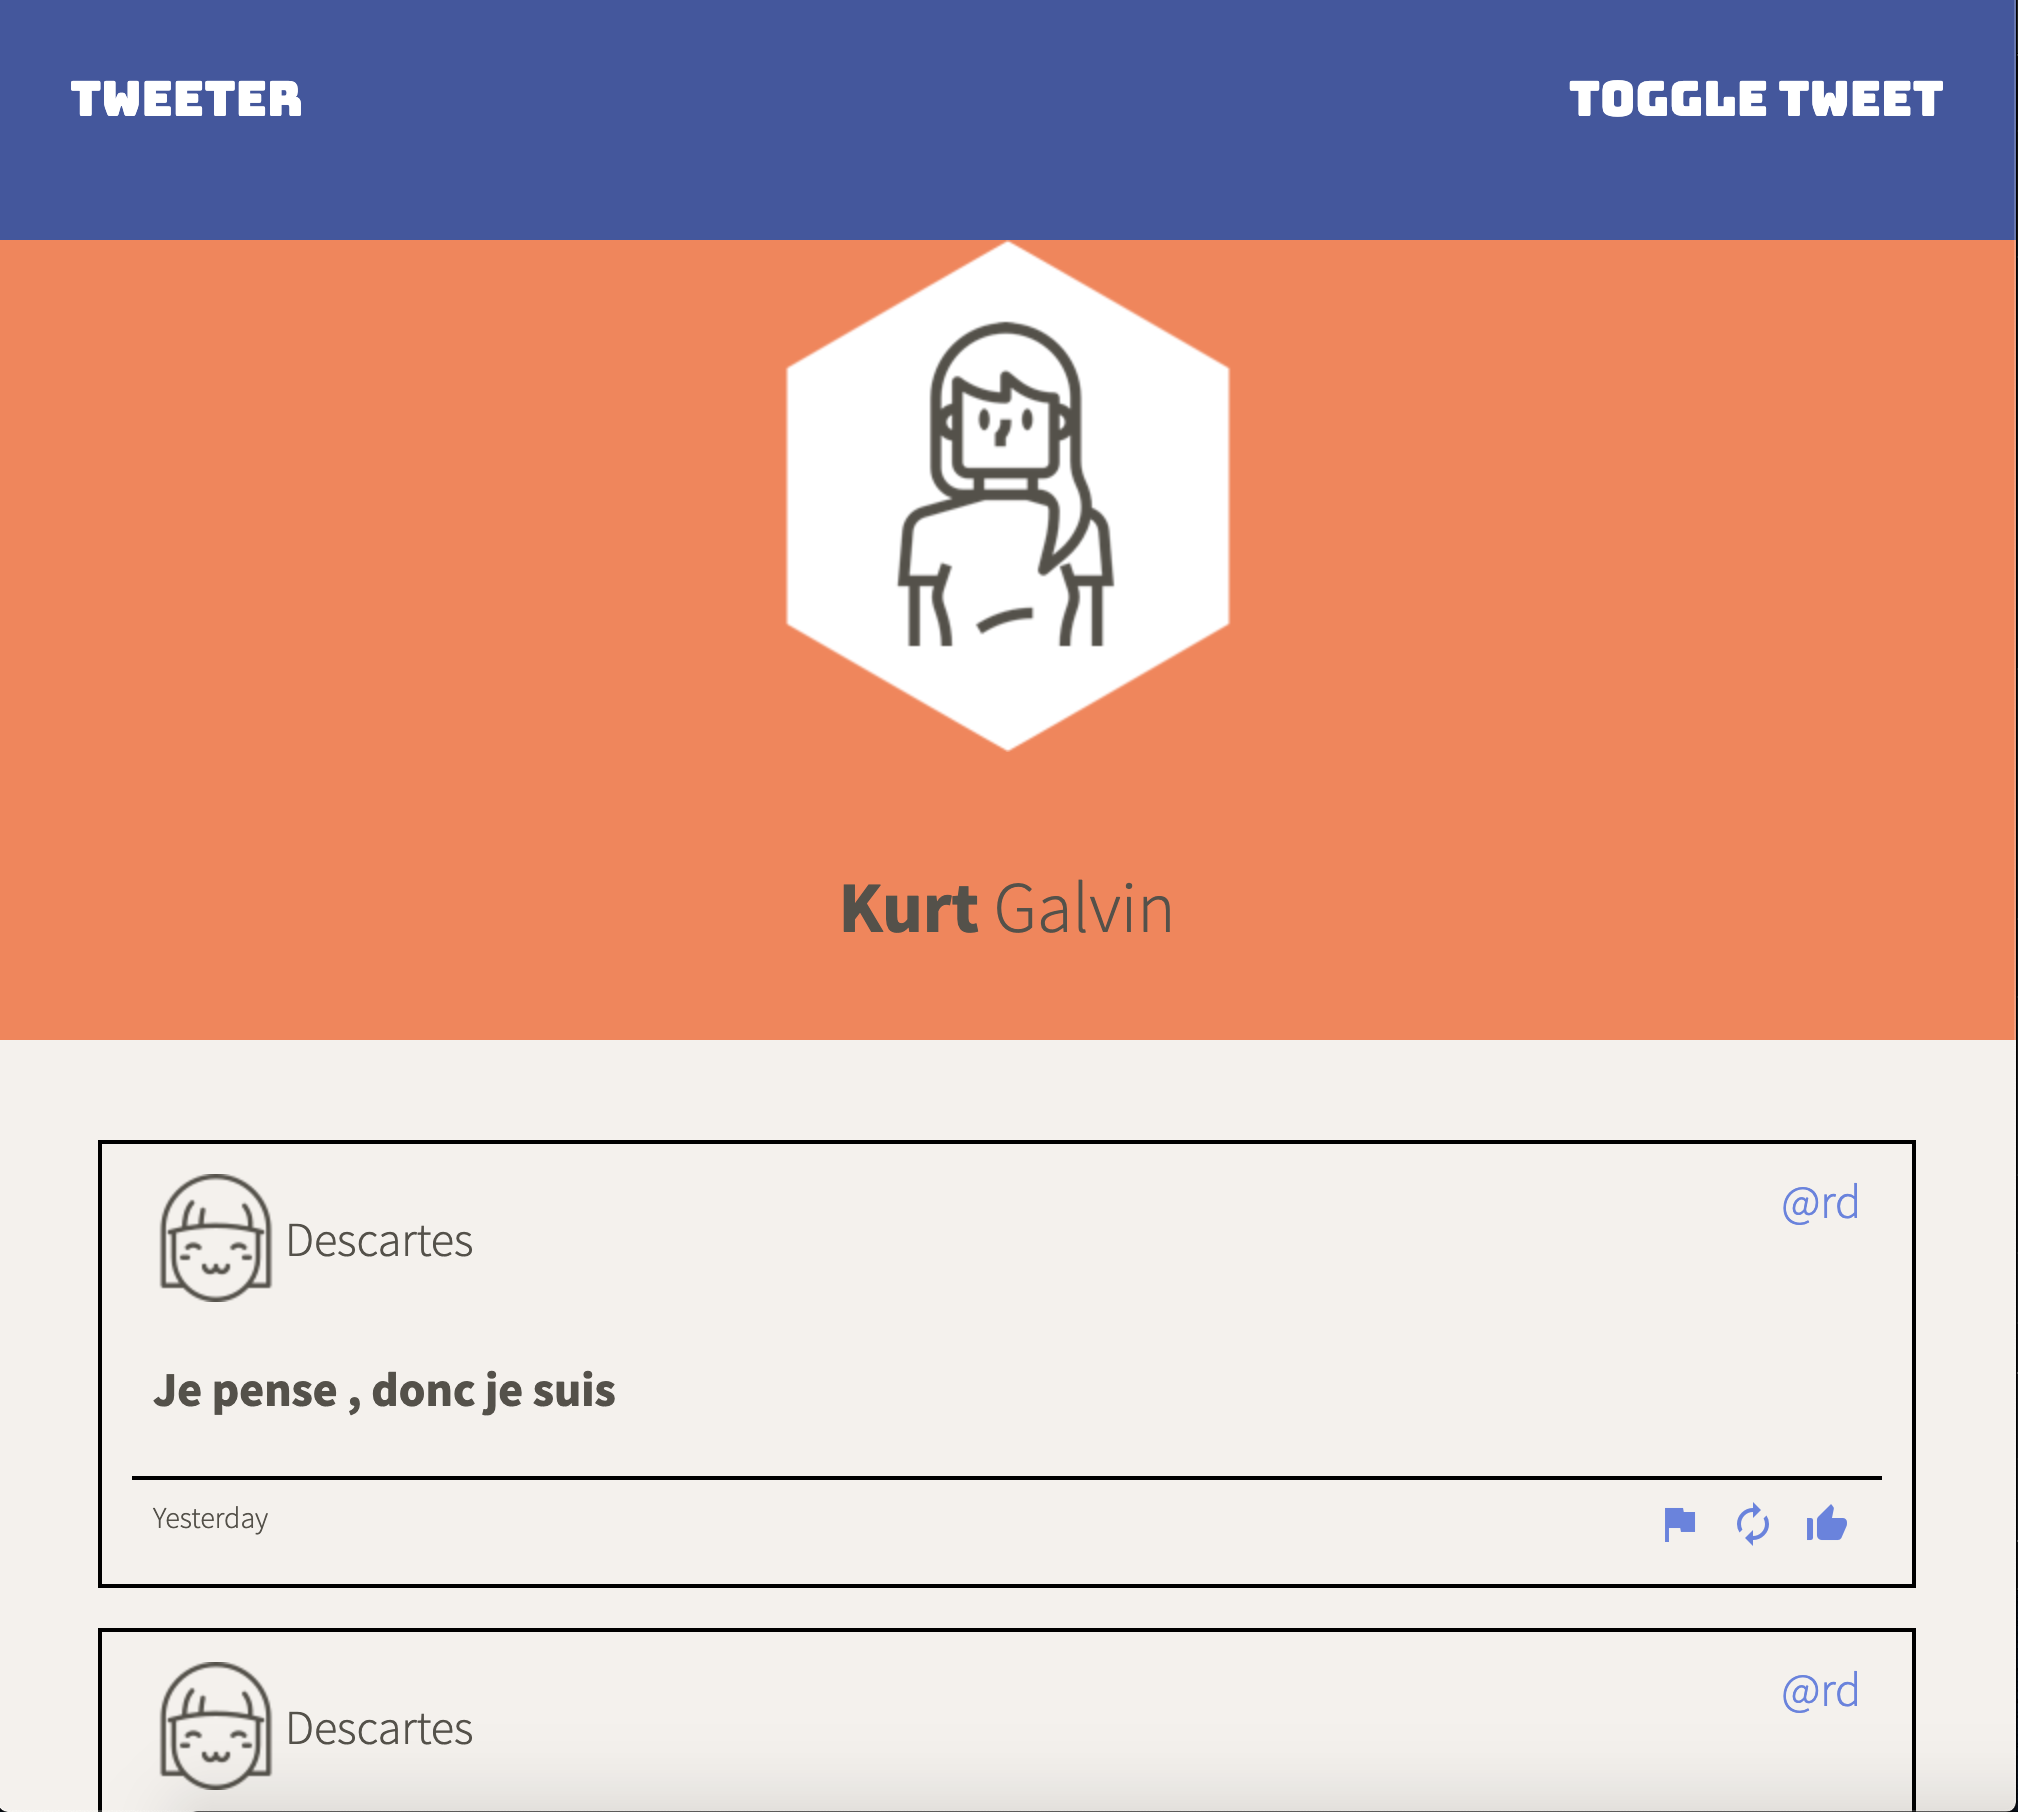 TWEETER
TOGGLE TWEET
Kurt Galvin
Descartes
@rd
Je pense , donc je suis
Yesterday
Descartes
@rd